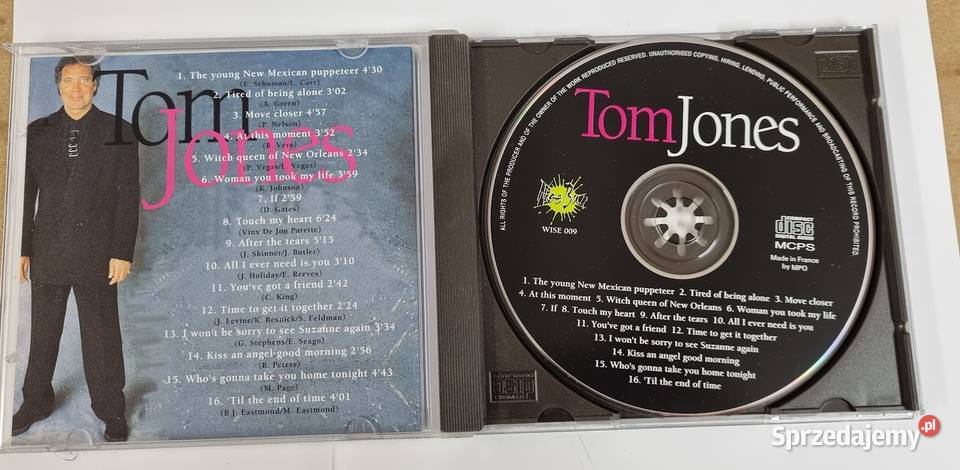 Tom
Jones
1. The young New Mexican puppeteer 4'30
2. Tired of being alone 3'02
(A. Green)
3. Move closer 4'57
(P. Nelson)
4. At this moment 3'52
(B. Vera)
5. Witch queen of New Orleans 2'34
(P. Vegas/L. Vegas)
6. Woman you took my life 3'59
(K. Johnson)
7. If 2'59
(D. Gates)
8. Touch my heart 6'24
(Vinx De Jon Parette)
9. After the tears 5'15
(J. Skinner/J. Butler)
10. All I ever need is you 3'10
(J. Holiday/E. Reeves)
11. You've got a friend 2'42
(C. King)
12. Time to get it together 2'24
(J. Levine/K. Resnick/S. Feldman)
13. I won't be sorry to see Suzanne again 3'34
(G. Stephens/E. Seago)
14. Kiss an angel good morning 2'56
(B. Peters)
15. Who's gonna take you home tonight 4'43
(M. Page)
16. 'Til the end of time 4'01
(B.J. Eastmond/M. Eastmond)
ALL RIGHTS OF THE PRODUCER AND OF THE OWNER OF THE WORK REPRODUCED RESERVED. UNAUTHORISED COPYING, HIRING, LENDING, PUBLIC PERFORMANCE AND BROADCASTING OF THIS RECORD PROHIBITED.
TomJones
WISE 009
COMPACT
disc
DIGITAL AUDIO
MCPS
Made in France
by MPO
1. The young New Mexican puppeteer 2. Tired of being alone 3. Move closer
4. At this moment 5. Witch queen of New Orleans 6. Woman you took my life
7. If 8. Touch my heart 9. After the tears 10. All I ever need is you
11. You've got a friend 12. Time to get it together
13. I won't be sorry to see Suzanne again
14. Kiss an angel good morning
15. Who's gonna take you home tonight
16. 'Til the end of time
Sprzedajemy.pl